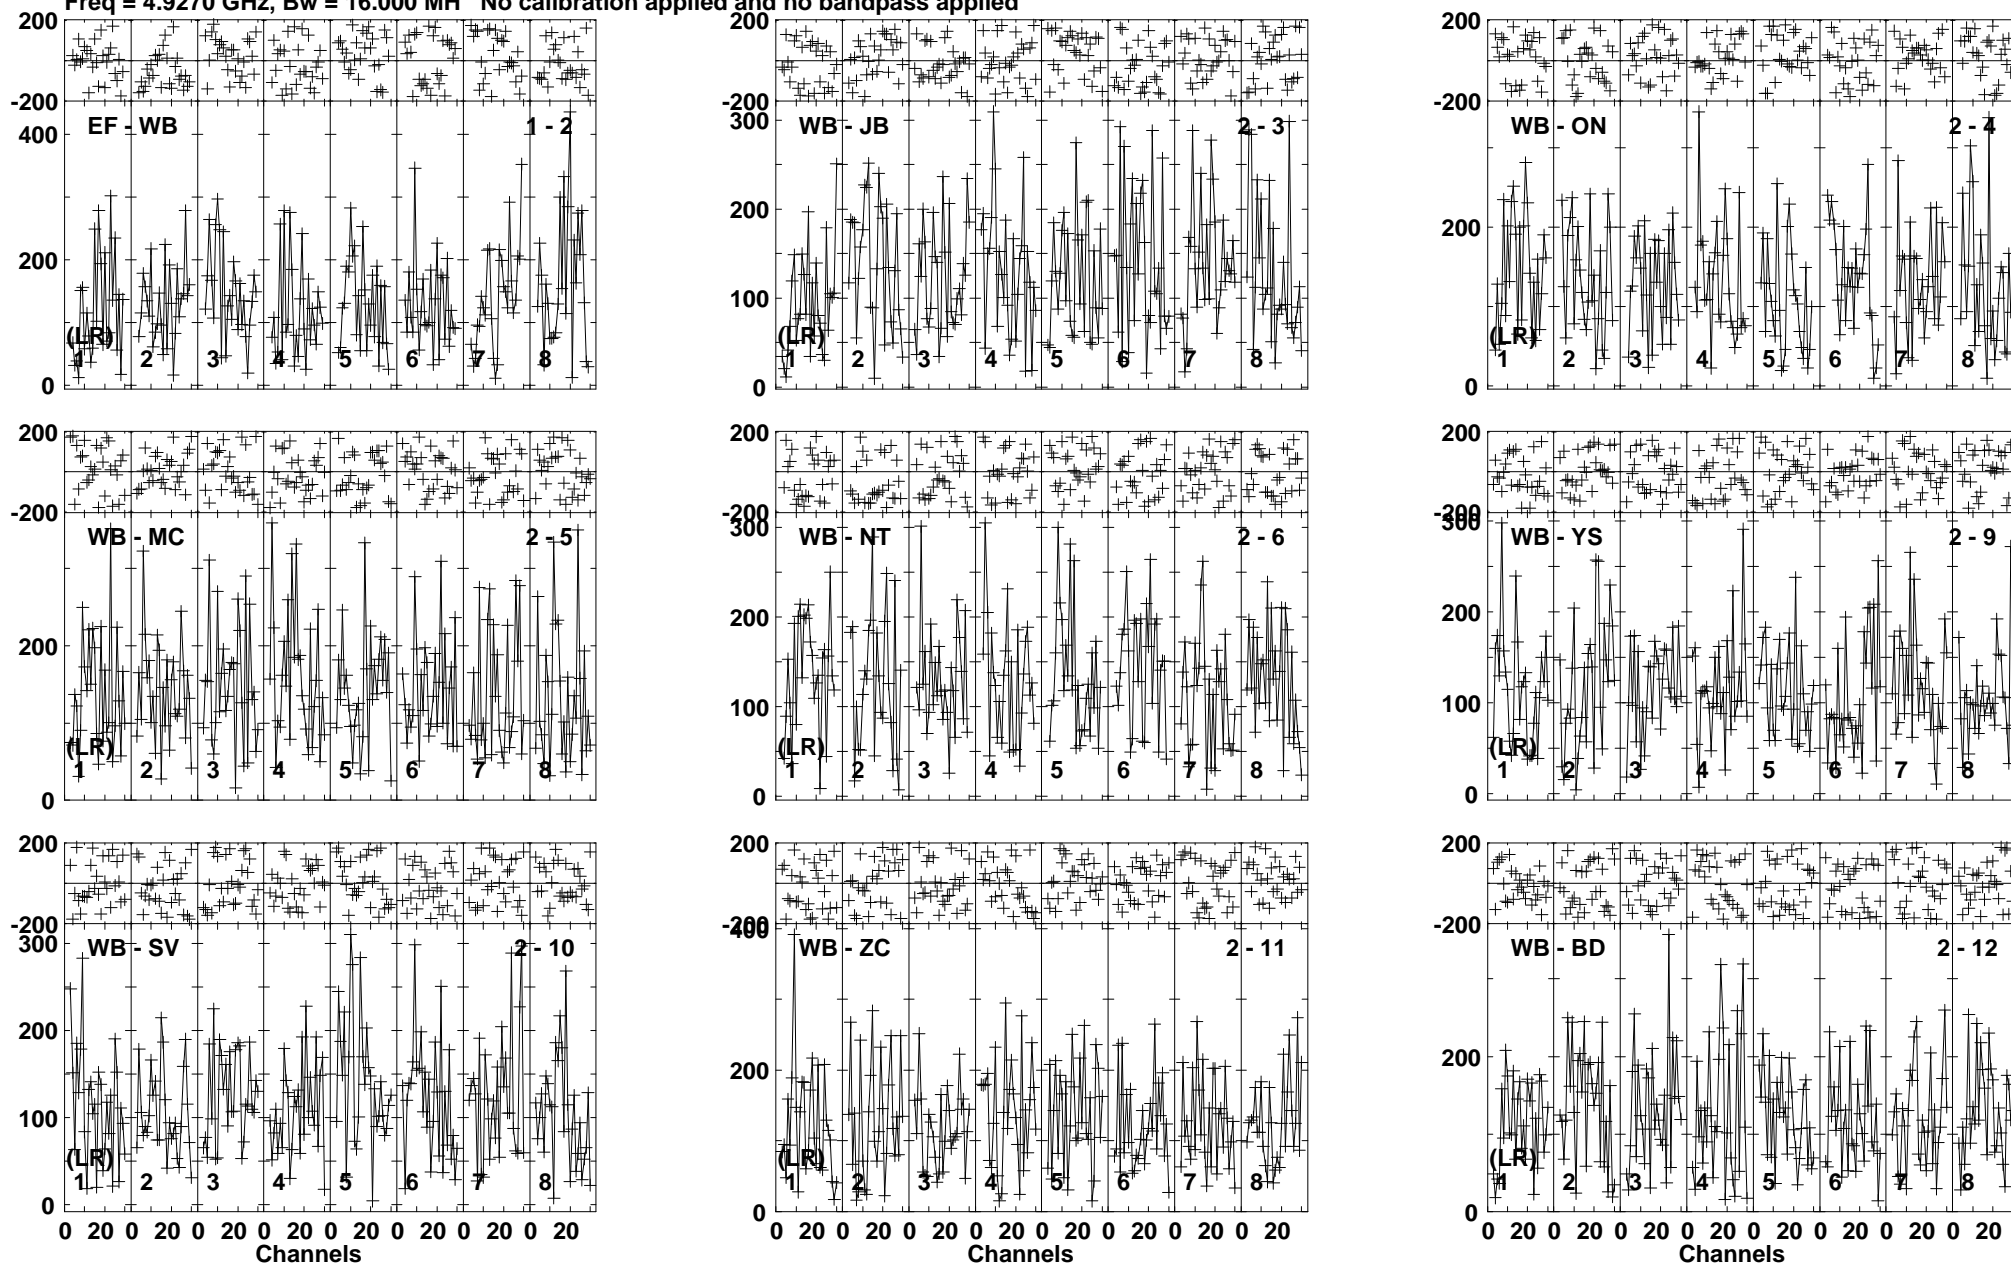 Freq = 4.9270 GHz, Bw = 16.000 MH No calibration applied and no bandpass applied
200 200 200
-200 -200 -200
EF - WB 1 - 2 WB - JB 2 - 3 WB - ON 2 - 4
400 300
200 200 200
100
(LR) (LR) (LR)
1 2 3 4 5 6 7 8 1 2 3 4 5 6 7 8 1 2 3 4 5 6 7 8
0 0 0
200 200 200
-200 -200 -200
300 300
WB - MC 2 - 5 WB - NT 2 - 6 WB - YS 2 - 9
200 200 200
100 100
(LR) (LR) (LR)
1 2 3 4 5 6 7 8 1 2 3 4 5 6 7 8 1 2 3 4 5 6 7 8
0 0 0
200 200 200
-200 -200 -200
300 400
WB - SV 2 - 10 WB - ZC 2 - 11 WB - BD 2 - 12
200 200 200
100
(LR) (LR) (LR)
1 2 3 4 5 6 7 8 1 2 3 4 5 6 7 8 1 2 3 4 5 6 7 8
0 0 0
0 20 0 20 0 20 0 20 0 20 0 20 0 20 0 20 0 20 0 20 0 20 0 20 0 20 0 20 0 20 0 20 0 20 0 20 0 20 0 20 0 20 0 20 0 20 0 20
Channels Channels Channels